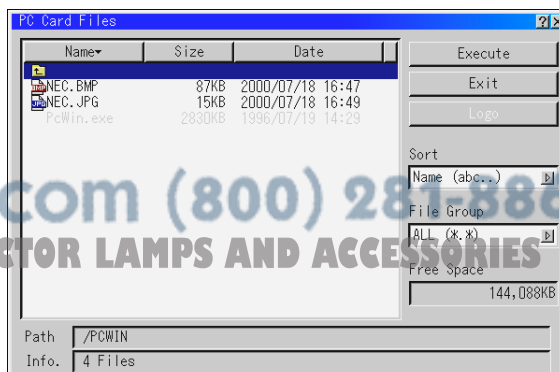 PC Card Files
Name Size Date
NEC.BMP 87KB 2000/07/18 16:47
NEC.JPG 15KB 2000/07/18 16:49
PcWin.exe 2830KB 1996/07/19 14:29
Execute
Exit
Logo
Sort
Name (abc..)
File Group
ALL (*.*)
Free Space
144,088KB
Path /PCWIN
Info. 4 Files
com (800) 281-886
CTOR LAMPS AND ACCESSORIES